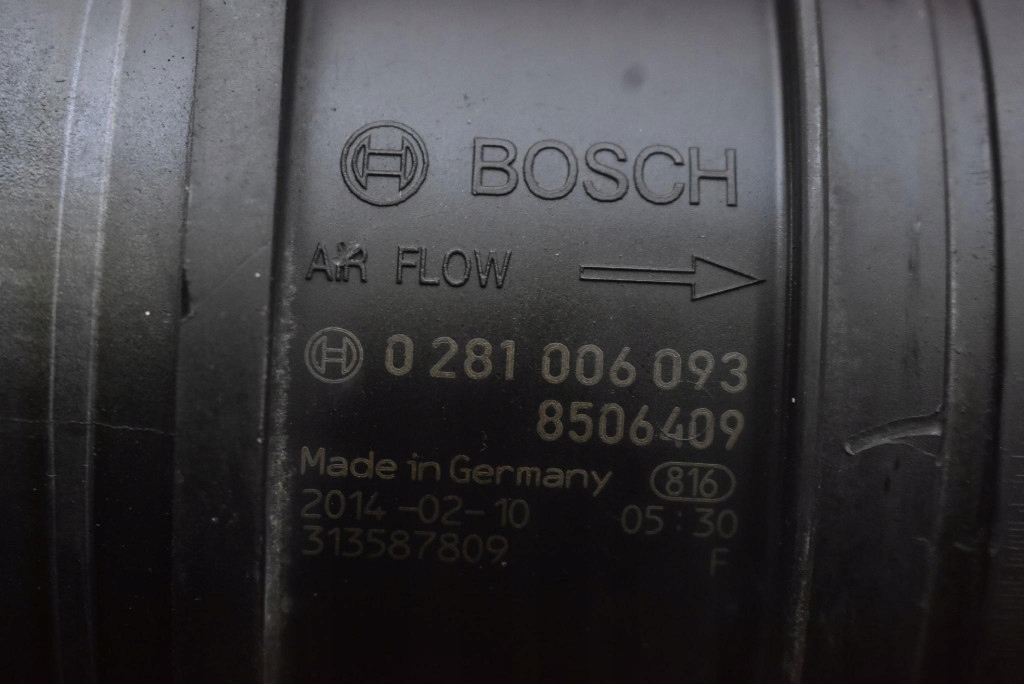 BOSCH
AIR FLOW
0 281 006 093
8506409
Made in Germany 816
2014-02-10 05:30
313587809 F